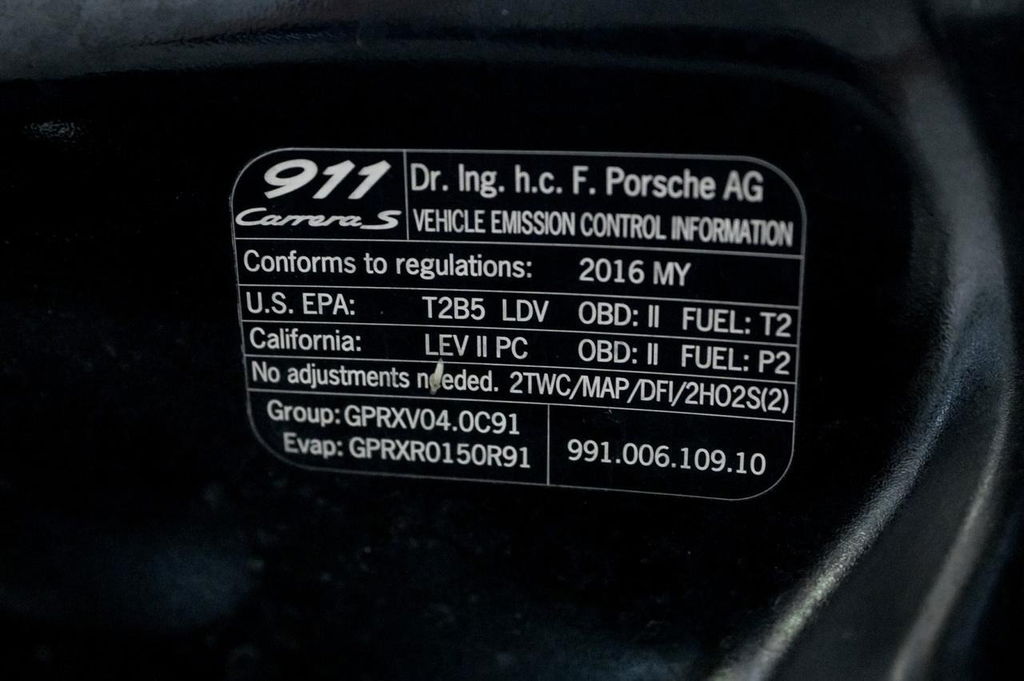 911 Carrera S
Dr. Ing. h.c. F. Porsche AG
VEHICLE EMISSION CONTROL INFORMATION
Conforms to regulations: 2016 MY
U.S. EPA: T2B5 LDV OBD: II FUEL: T2
California: LEV II PC OBD: II FUEL: P2
No adjustments needed. 2TWC/MAP/DFI/2HO2S(2)
Group: GPRXV04.0C91
Evap: GPRXR0150R91
991.006.109.10